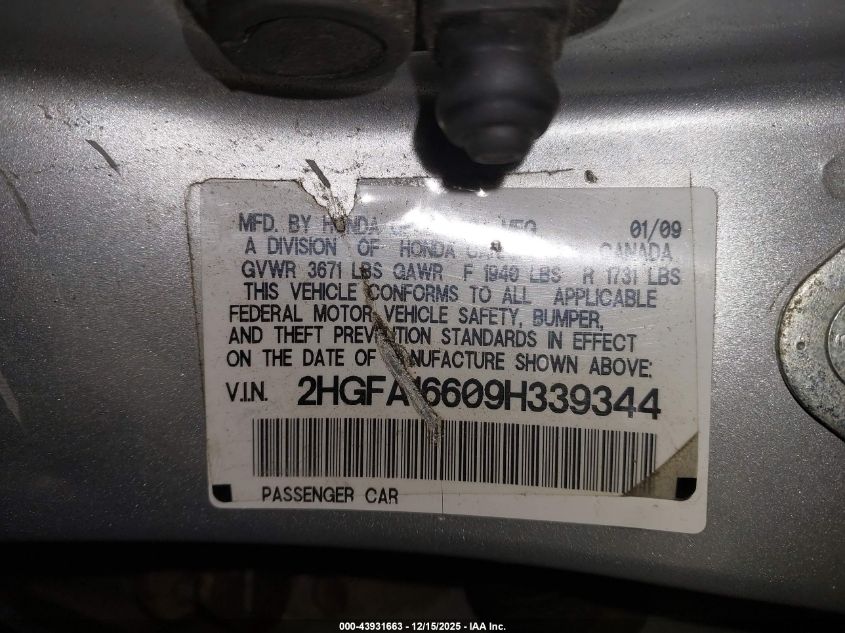 MFD. BY HONDA OF MFG 01/09
A DIVISION OF HONDA CANADA
GVWR 3671 LBS GAWR F 1940 LBS R 1731 LBS
THIS VEHICLE CONFORMS TO ALL APPLICABLE
FEDERAL MOTOR VEHICLE SAFETY, BUMPER,
AND THEFT PREVENTION STANDARDS IN EFFECT
ON THE DATE OF MANUFACTURE SHOWN ABOVE:
V.I.N. 2HGFA16609H339344
PASSENGER CAR
000-43931663 - 12/15/2025 - IAA Inc.